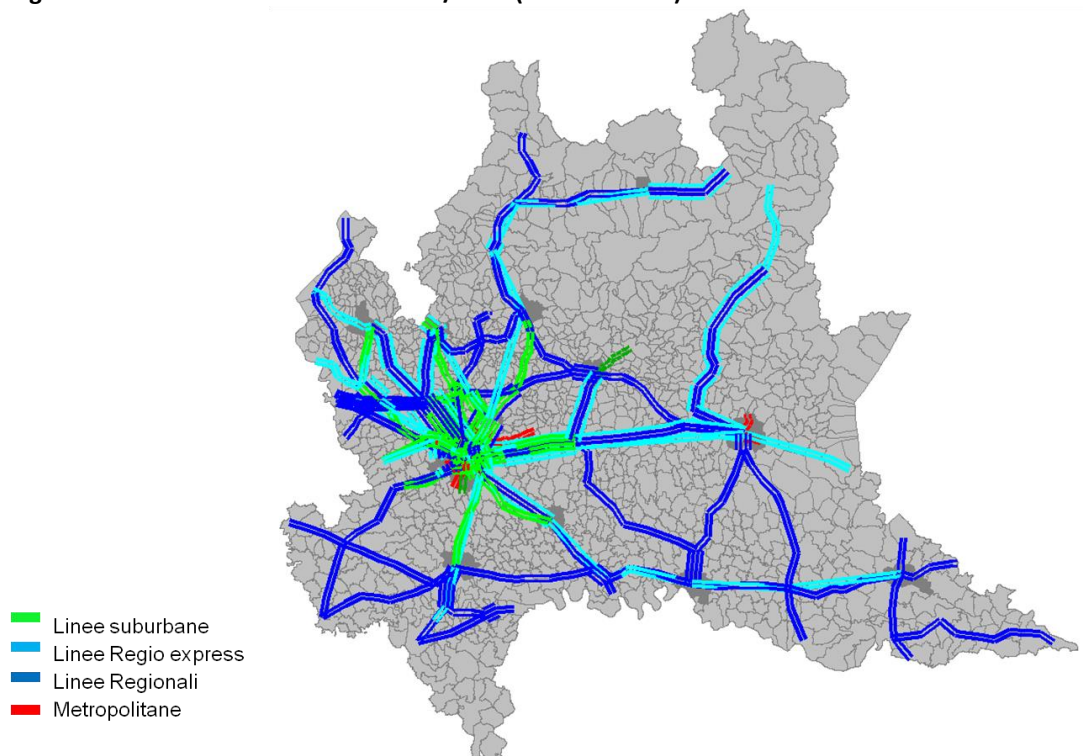 Linee suburbane
Linee Regio express
Linee Regionali
Metropolitane